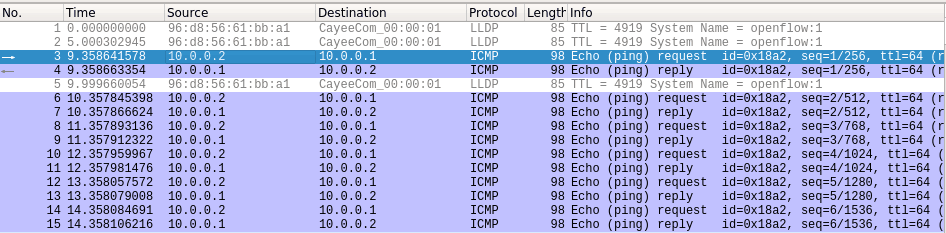 No. Time Source Destination Protocol Length Info
1 0.000000000 96:d8:56:61:bb:a1 CayeeCom_00:00:01 LLDP 85 TTL = 4919 System Name = openflow:1
2 5.000302945 96:d8:56:61:bb:a1 CayeeCom_00:00:01 LLDP 85 TTL = 4919 System Name = openflow:1
3 9.358641578 10.0.0.2 10.0.0.1 ICMP 98 Echo (ping) request id=0x18a2, seq=1/256, ttl=64 (r
4 9.358663354 10.0.0.1 10.0.0.2 ICMP 98 Echo (ping) reply id=0x18a2, seq=1/256, ttl=64 (r
5 9.999660054 96:d8:56:61:bb:a1 CayeeCom_00:00:01 LLDP 85 TTL = 4919 System Name = openflow:1
6 10.357845398 10.0.0.2 10.0.0.1 ICMP 98 Echo (ping) request id=0x18a2, seq=2/512, ttl=64 (r
7 10.357866624 10.0.0.1 10.0.0.2 ICMP 98 Echo (ping) reply id=0x18a2, seq=2/512, ttl=64 (r
8 11.357893136 10.0.0.2 10.0.0.1 ICMP 98 Echo (ping) request id=0x18a2, seq=3/768, ttl=64 (r
9 11.357912322 10.0.0.1 10.0.0.2 ICMP 98 Echo (ping) reply id=0x18a2, seq=3/768, ttl=64 (r
10 12.357959967 10.0.0.2 10.0.0.1 ICMP 98 Echo (ping) request id=0x18a2, seq=4/1024, ttl=64 (
11 12.357981476 10.0.0.1 10.0.0.2 ICMP 98 Echo (ping) reply id=0x18a2, seq=4/1024, ttl=64 (
12 13.358057572 10.0.0.2 10.0.0.1 ICMP 98 Echo (ping) request id=0x18a2, seq=5/1280, ttl=64 (
13 13.358079008 10.0.0.1 10.0.0.2 ICMP 98 Echo (ping) reply id=0x18a2, seq=5/1280, ttl=64 (
14 14.358084691 10.0.0.2 10.0.0.1 ICMP 98 Echo (ping) request id=0x18a2, seq=6/1536, ttl=64 (
15 14.358106216 10.0.0.1 10.0.0.2 ICMP 98 Echo (ping) reply id=0x18a2, seq=6/1536, ttl=64 (